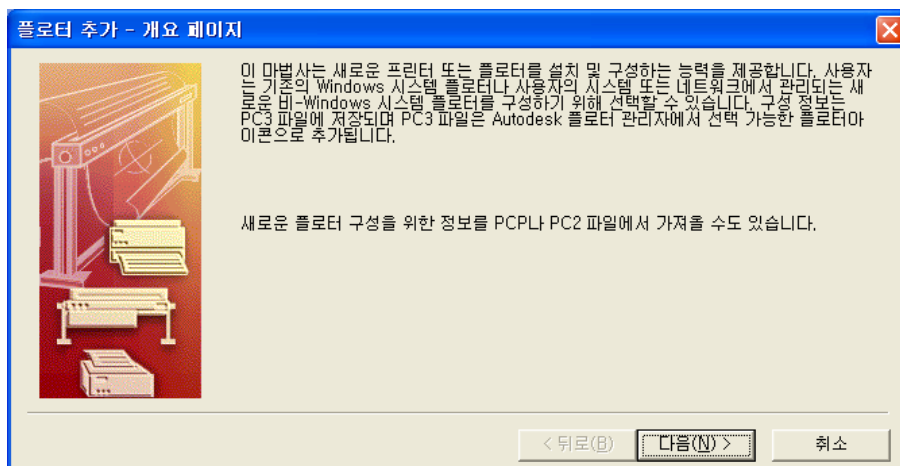 플로터 추가 - 개요 페이지
이 마법사는 새로운 프린터 또는 플로터를 설치 및 구성하는 능력을 제공합니다. 사용자
는 기존의 Windows 시스템 플로터나 사용자의 시스템 또는 네트워크에서 관리되는 새
로운 비-Windows 시스템 플로터를 구성하기 위해 선택할 수 있습니다. 구성 정보는
PC3 파일에 저장되며 PC3 파일은 Autodesk 플로터 관리자에서 선택 가능한 플로터아
이콘으로 추가됩니다.
새로운 플로터 구성을 위한 정보를 PCP나 PC2 파일에서 가져올 수도 있습니다.
< 뒤로(B) 다음(N) > 취소